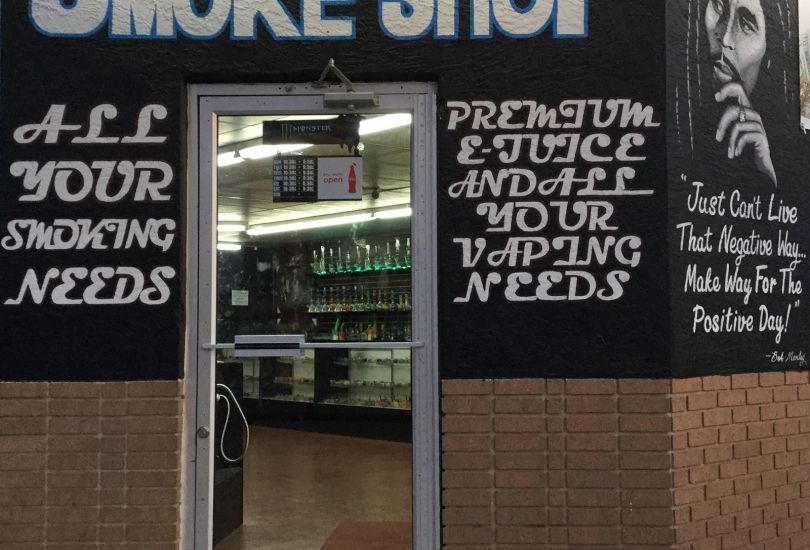 SMOKE SHOP
ALL
YOUR
SMOKING
NEEDS
MONSTER
open
PREMIUM
E-JUICE
AND ALL
YOUR
VAPING
NEEDS
"Just Can't Live
That Negative Way...
Make Way For The
Positive Day!"
-Bob Marley